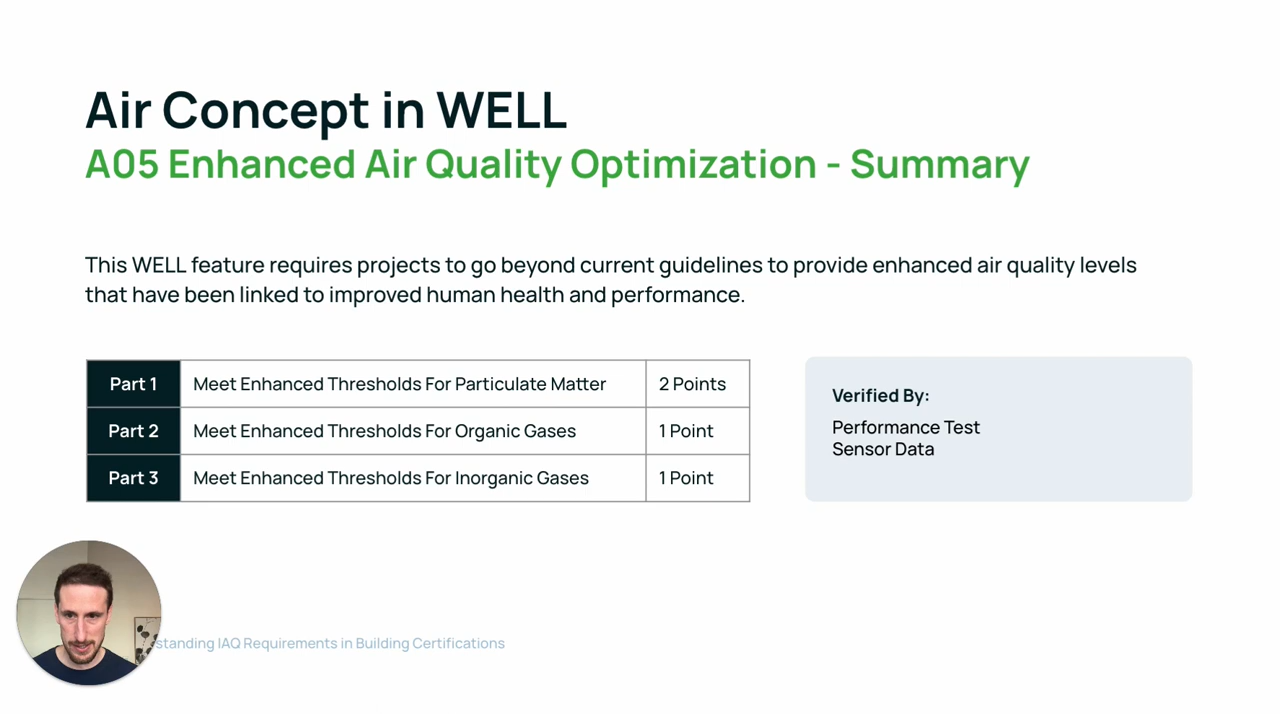 Air Concept in WELL
A05 Enhanced Air Quality Optimization - Summary
This WELL feature requires projects to go beyond current guidelines to provide enhanced air quality levels
that have been linked to improved human health and performance.
Part 1 Meet Enhanced Thresholds For Particulate Matter 2 Points
Part 2 Meet Enhanced Thresholds For Organic Gases 1 Point
Part 3 Meet Enhanced Thresholds For Inorganic Gases 1 Point
Verified By:
Performance Test
Sensor Data
standing IAQ Requirements in Building Certifications